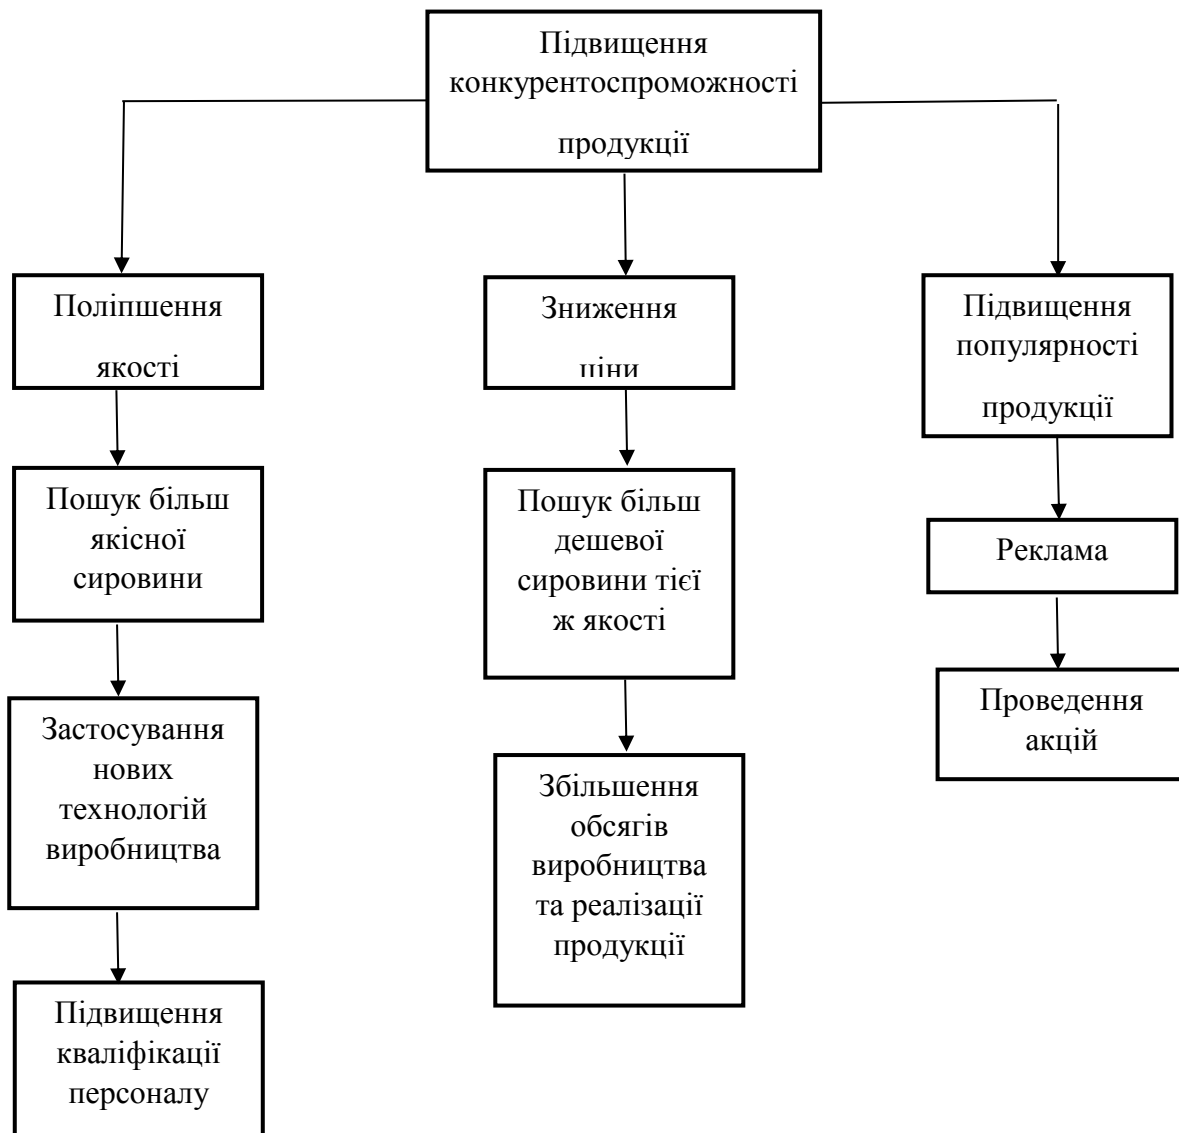 Підвищення
конкурентоспроможності
продукції
Поліпшення
якості
Зниження
ціни
Підвищення
популярності
продукції
Пошук більш
якісної
сировини
Пошук більш
дешевої
сировини тієї
ж якості
Реклама
Застосування
нових
технологій
виробництва
Збільшення
обсягів
виробництва
та реалізації
продукції
Проведення
акцій
Підвищення
кваліфікації
персоналу